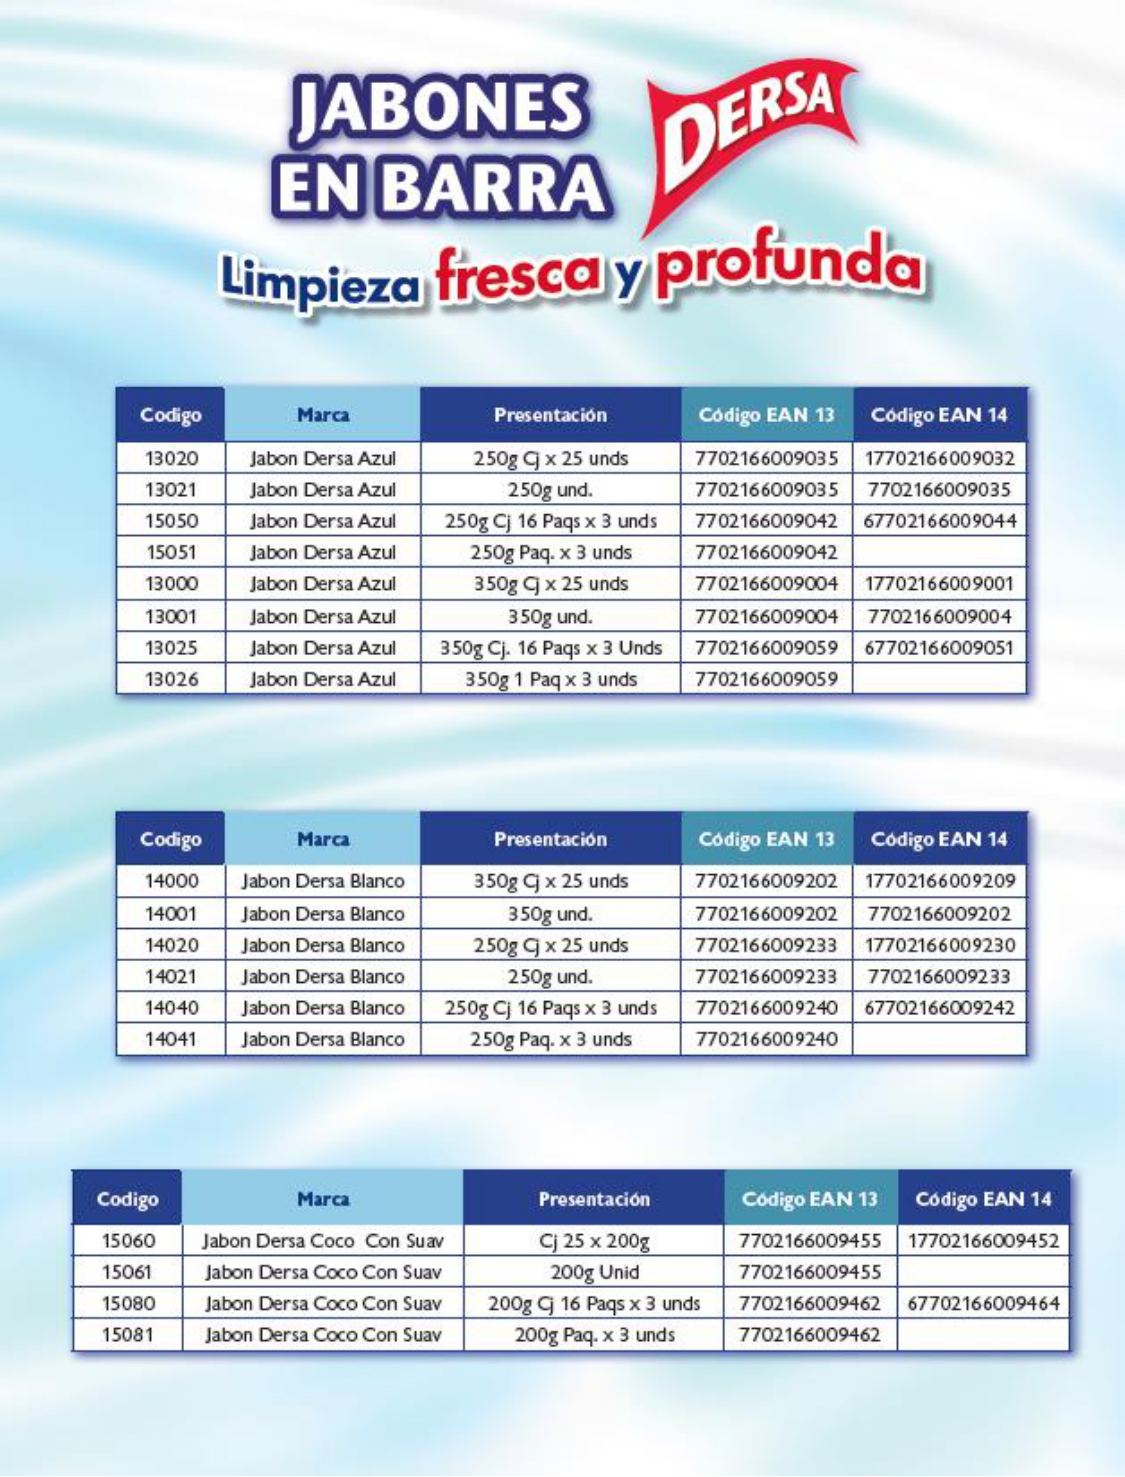 JABONES
EN BARRA
DERSA
Limpieza fresca y profunda
Codigo Marca Presentación Código EAN 13 Código EAN 14
13020 Jabon Dersa Azul 250g Cj x 25 unds 7702166009035 17702166009032
13021 Jabon Dersa Azul 250g und. 7702166009035 7702166009035
15050 Jabon Dersa Azul 250g Cj 16 Paqs x 3 unds 7702166009042 67702166009044
15051 Jabon Dersa Azul 250g Paq. x 3 unds 7702166009042
13000 Jabon Dersa Azul 350g Cj x 25 unds 7702166009004 17702166009001
13001 Jabon Dersa Azul 350g und. 7702166009004 7702166009004
13025 Jabon Dersa Azul 350g Cj. 16 Paqs x 3 Unds 7702166009059 67702166009051
13026 Jabon Dersa Azul 350g 1 Paq x 3 unds 7702166009059
Codigo Marca Presentación Código EAN 13 Código EAN 14
14000 Jabon Dersa Blanco 350g Cj x 25 unds 7702166009202 17702166009209
14001 Jabon Dersa Blanco 350g und. 7702166009202 7702166009202
14020 Jabon Dersa Blanco 250g Cj x 25 unds 7702166009233 17702166009230
14021 Jabon Dersa Blanco 250g und. 7702166009233 7702166009233
14040 Jabon Dersa Blanco 250g Cj 16 Paqs x 3 unds 7702166009240 67702166009242
14041 Jabon Dersa Blanco 250g Paq. x 3 unds 7702166009240
Codigo Marca Presentación Código EAN 13 Código EAN 14
15060 Jabon Dersa Coco Con Suav Cj 25 x 200g 7702166009455 17702166009452
15061 Jabon Dersa Coco Con Suav 200g Unid 7702166009455
15080 Jabon Dersa Coco Con Suav 200g Cj 16 Paqs x 3 unds 7702166009462 67702166009464
15081 Jabon Dersa Coco Con Suav 200g Paq. x 3 unds 7702166009462